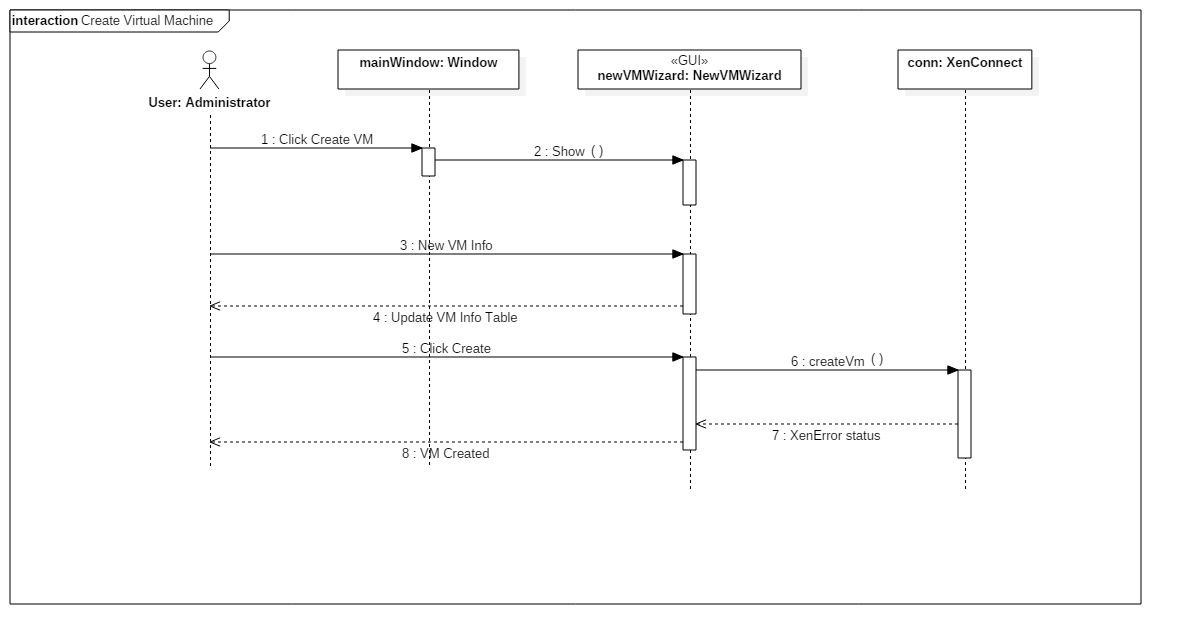 interaction Create Virtual Machine
User: Administrator
mainWindow: Window
«GUI»
newVMWizard: NewVMWizard
conn: XenConnect
1 : Click Create VM
2 : Show ( )
3 : New VM Info
4 : Update VM Info Table
5 : Click Create
6 : createVm ( )
7 : XenError status
8 : VM Created